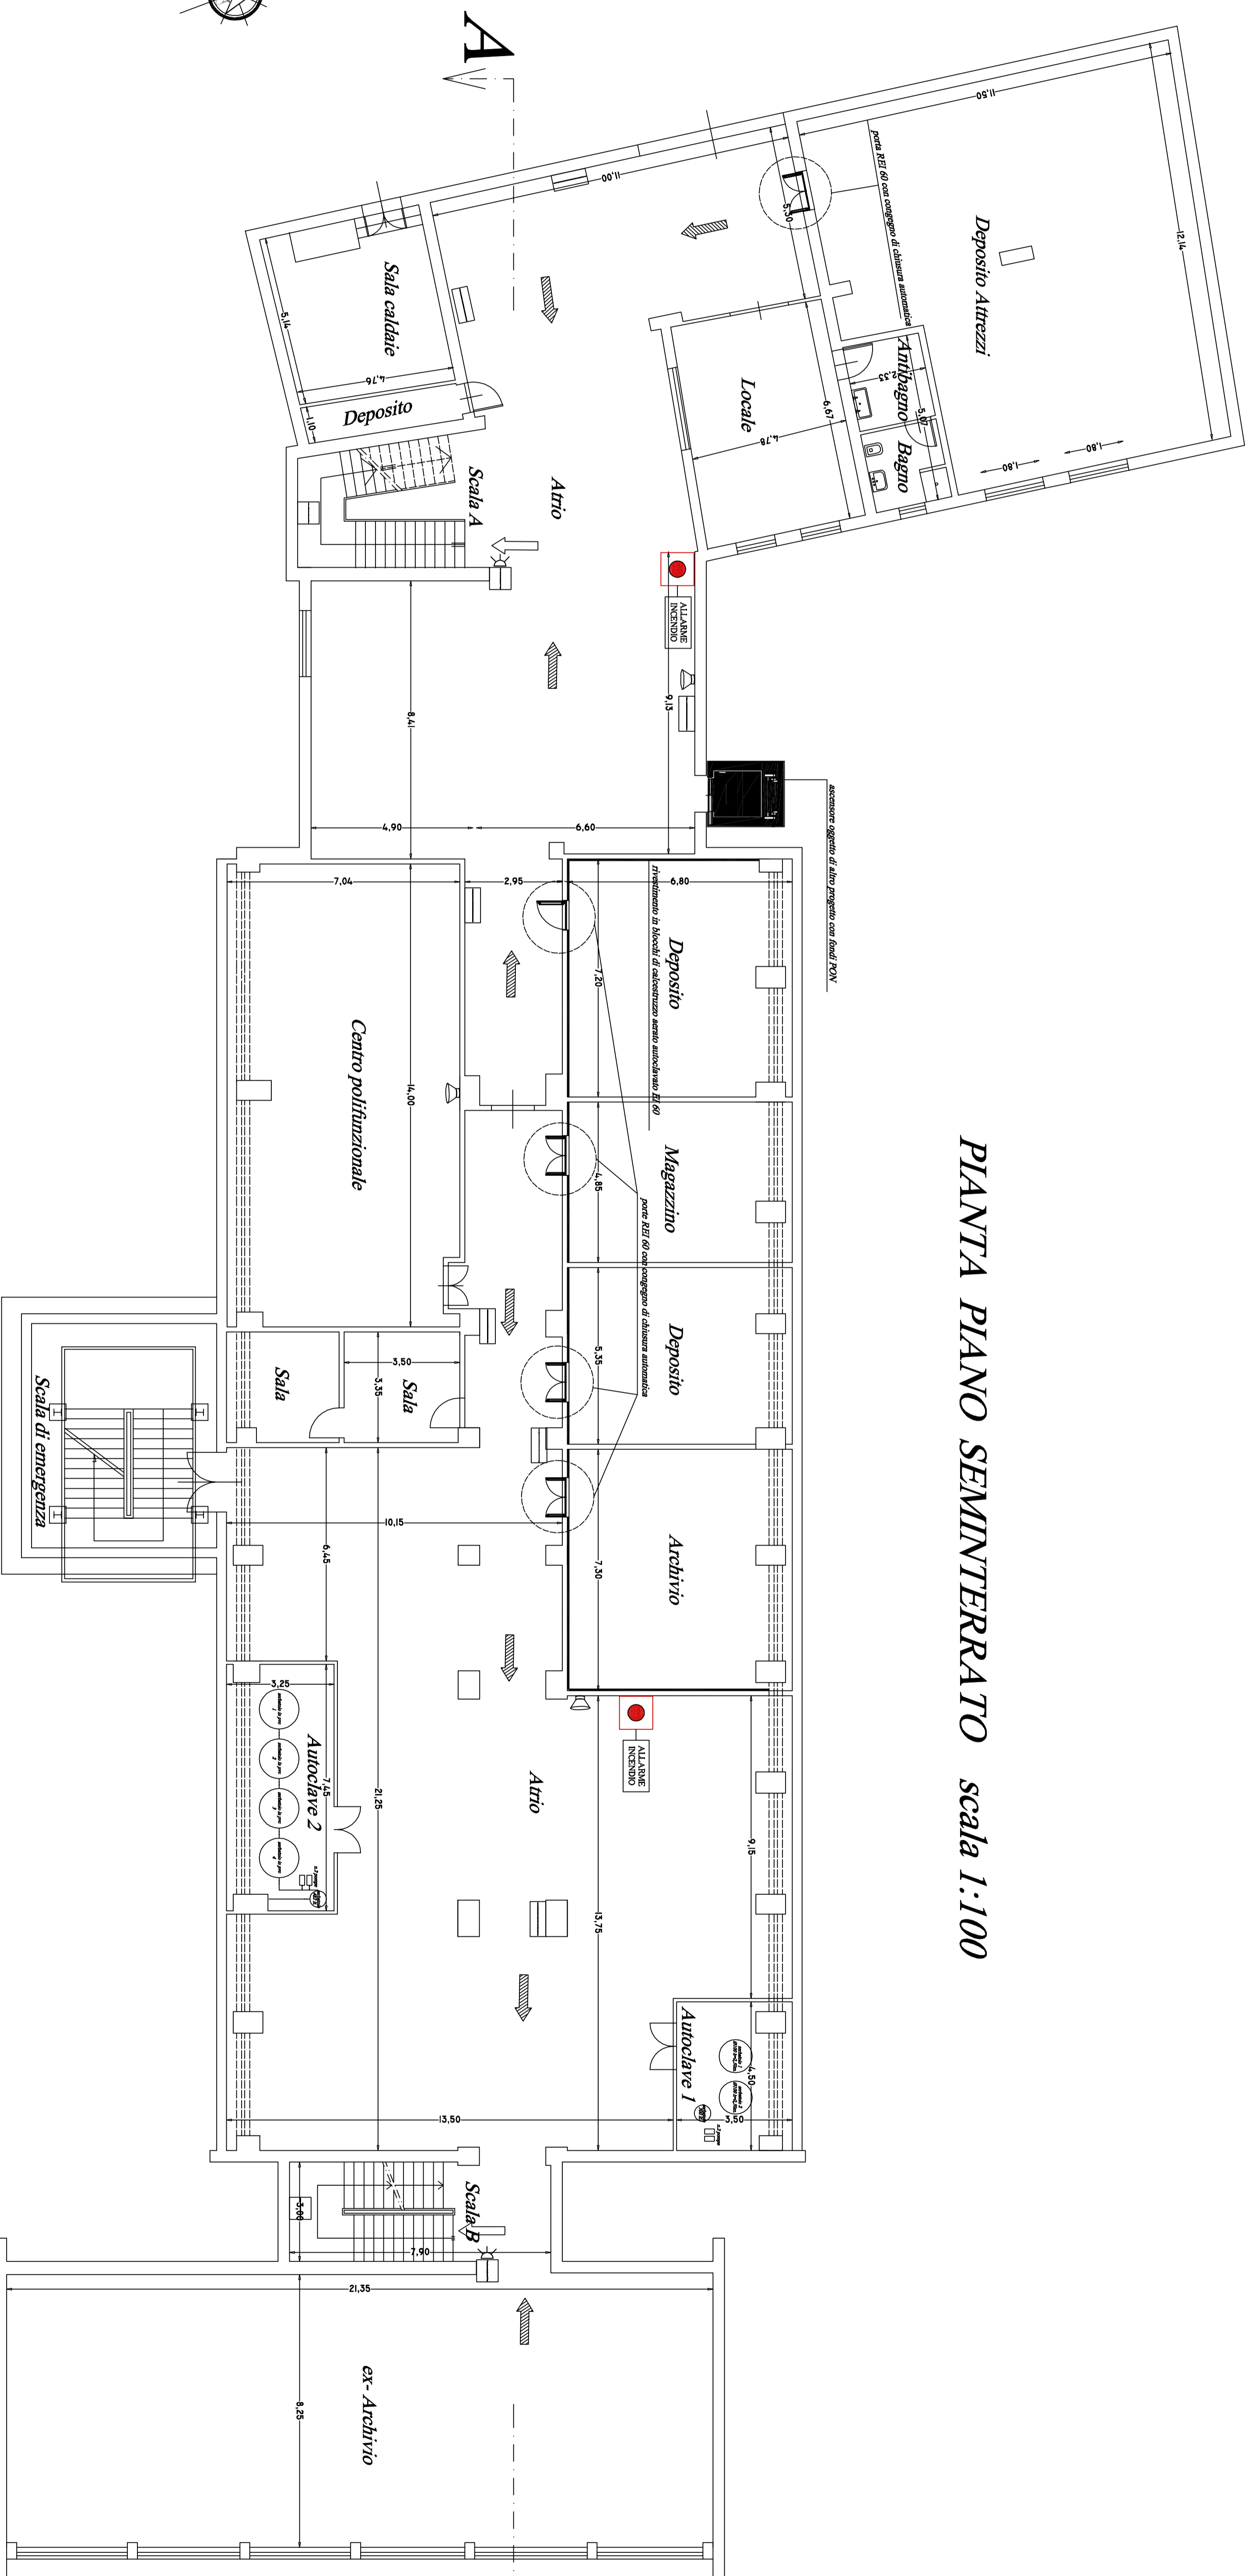 PIANTA PIANO SEMINTERRATO scala 1:100
A
Deposito Attrezzi
12,14
11,50
1,80
1,80
porta REI 60 con congegno di chiusura automatica
Antibagno
2,33
5,07
Bagno
5,30
11,00
Locale
6,67
4,78
Sala caldaie
5,14
4,76
Deposito
1,10
Scala A
Atrio
ALLARME
INCENDIO
9,13
8,41
4,90
6,60
ascensore oggetto di altro progetto con fondi PON
7,04
2,95
6,80
rivestimento in blocchi di calcestruzzo aerato autoclavato EI 60
Deposito
7,20
Centro polifunzionale
14,00
Magazzino
4,85
porte REI 60 con congegno di chiusura automatica
Deposito
5,35
Sala
3,50
3,35
Sala
Scala di emergenza
Archivio
7,30
10,15
6,45
3,25
7,45
Autoclave 2
n.2 pompe
21,25
Atrio
ALLARME
INCENDIO
9,15
13,75
Autoclave 1
4,50
3,50
n.2 pompe
13,50
Scala B
3,00
7,90
21,35
ex- Archivio
8,25